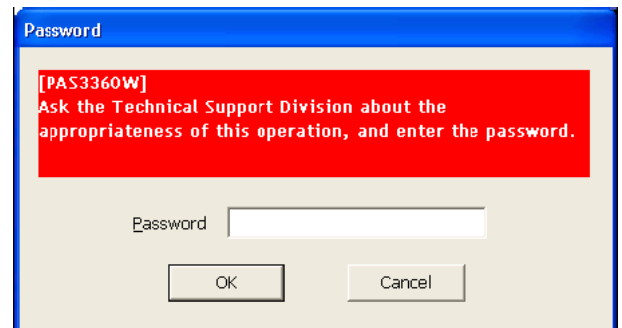 Password
[PAS3360W]
Ask the Technical Support Division about the
appropriateness of this operation, and enter the password.
Password
OK
Cancel